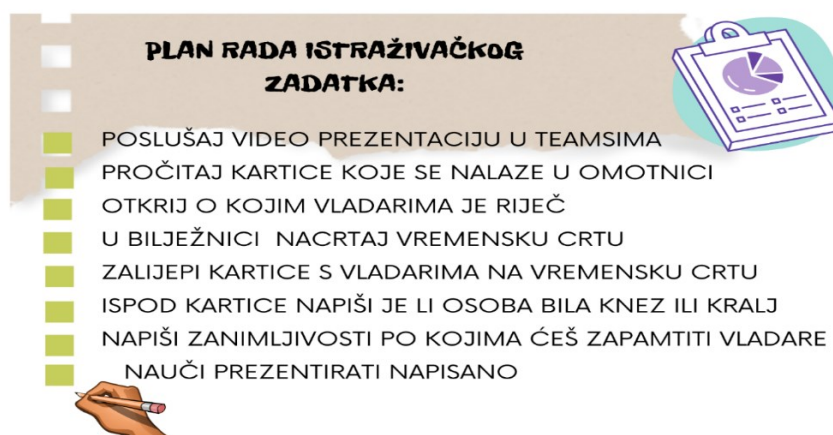 PLAN RADA ISTRAŽIVAČKOG
ZADATKA:
POSLUŠAJ VIDEO PREZENTACIJU U TEAMSIMA
PROČITAJ KARTICE KOJE SE NALAZE U OMOTNICI
OTKRIJ O KOJIM VLADARIMA JE RIJEČ
U BILJEŽNICI NACRTAJ VREMENSKU CRTU
ZALIJEPI KARTICE S VLADARIMA NA VREMENSKU CRTU
ISPOD KARTICE NAPIŠI JE LI OSOBA BILA KNEZ ILI KRALJ
NAPIŠI ZANIMLJIVOSTI PO KOJIMA ĆEŠ ZAPAMTITI VLADARE
NAUČI PREZENTIRATI NAPISANO